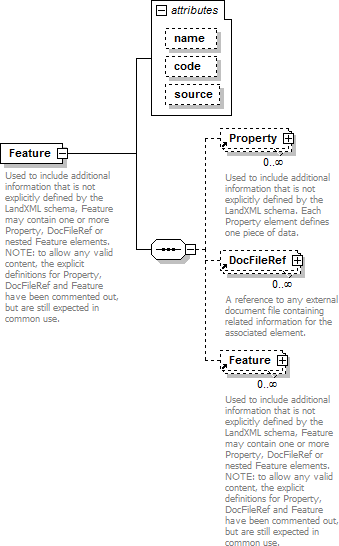 attributes
name
code
source
Feature
Used to include additional
information that is not
explicitly defined by the
LandXML schema, Feature
may contain one or more
Property, DocFileRef or
nested Feature elements.
NOTE: to allow any valid
content, the explicit
definitions for Property,
DocFileRef and Feature
have been commented out,
but are still expected in
common use.
Property
0..∞
Used to include additional
information that is not
explicitly defined by the
LandXML schema. Each
Property element defines
one piece of data.
DocFileRef
0..∞
A reference to any external
document file containing
related information for the
associated element.
Feature
0..∞
Used to include additional
information that is not
explicitly defined by the
LandXML schema, Feature
may contain one or more
Property, DocFileRef or
nested Feature elements.
NOTE: to allow any valid
content, the explicit
definitions for Property,
DocFileRef and Feature
have been commented out,
but are still expected in
common use.